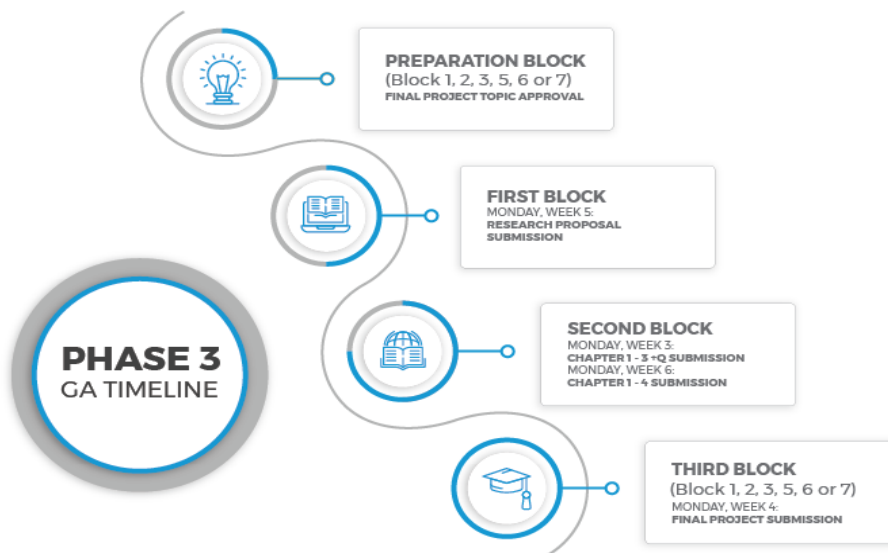 PREPARATION BLOCK
(Block 1, 2, 3, 5, 6 or 7)
FINAL PROJECT TOPIC APPROVAL
FIRST BLOCK
MONDAY, WEEK 5:
RESEARCH PROPOSAL
SUBMISSION
PHASE 3
GA TIMELINE
SECOND BLOCK
MONDAY, WEEK 3:
CHAPTER 1 - 3 +Q SUBMISSION
MONDAY, WEEK 6:
CHAPTER 1 - 4 SUBMISSION
THIRD BLOCK
(Block 1, 2, 3, 5, 6 or 7)
MONDAY, WEEK 4:
FINAL PROJECT SUBMISSION